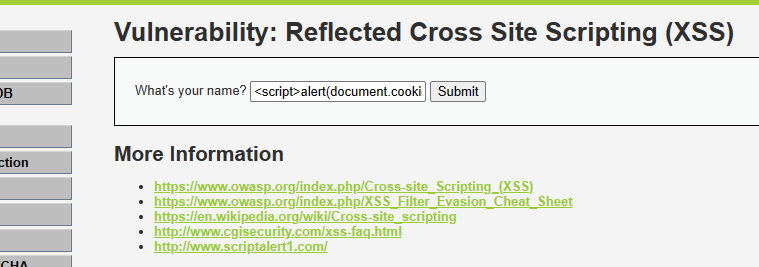 Vulnerability: Reflected Cross Site Scripting (XSS)
What's your name? <script>alert(document.cooki Submit
DB
ction
More Information
https://www.owasp.org/index.php/Cross-site_Scripting_(XSS)
https://www.owasp.org/index.php/XSS_Filter_Evasion_Cheat_Sheet
https://en.wikipedia.org/wiki/Cross-site_scripting
http://www.cgisecurity.com/xss-faq.html
http://www.scriptalert1.com/
CHA